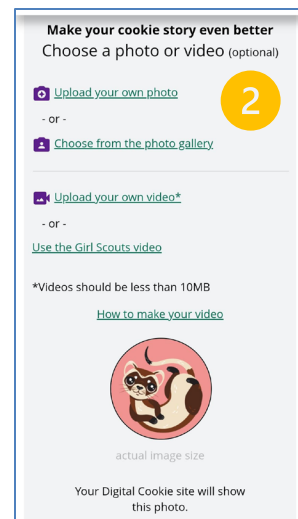 Make your cookie story even better
Choose a photo or video (optional)
Upload your own photo
2
- or -
Choose from the photo gallery
Upload your own video*
- or -
Use the Girl Scouts video
*Videos should be less than 10MB
How to make your video
actual image size
Your Digital Cookie site will show
this photo.